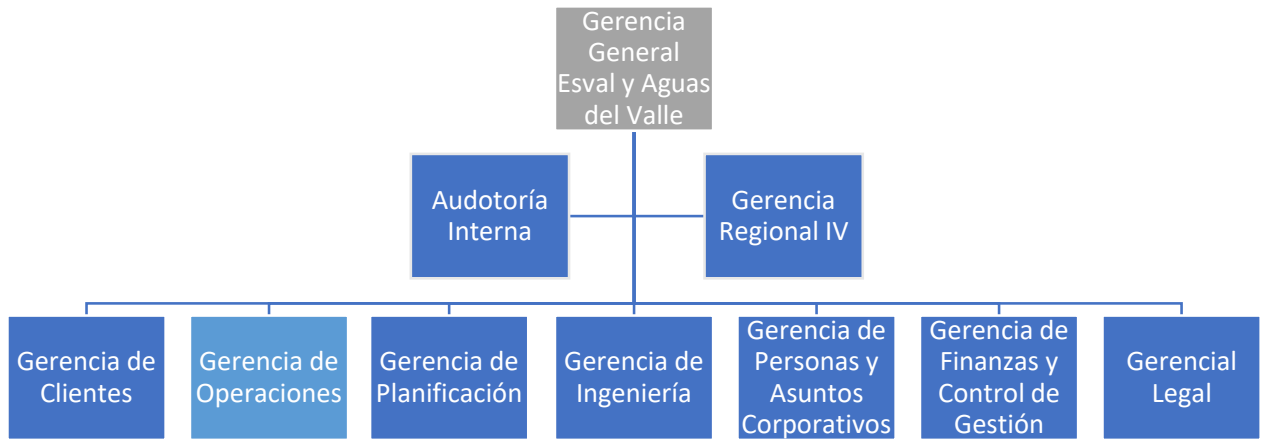 Gerencia
General
Esval y Aguas
del Valle
Audotoría
Interna
Gerencia
Regional IV
Gerencia de
Clientes
Gerencia de
Operaciones
Gerencia de
Planificación
Gerencia de
Ingeniería
Gerencia de
Personas y
Asuntos
Corporativos
Gerencia de
Finanzas y
Control de
Gestión
Gerencial
Legal